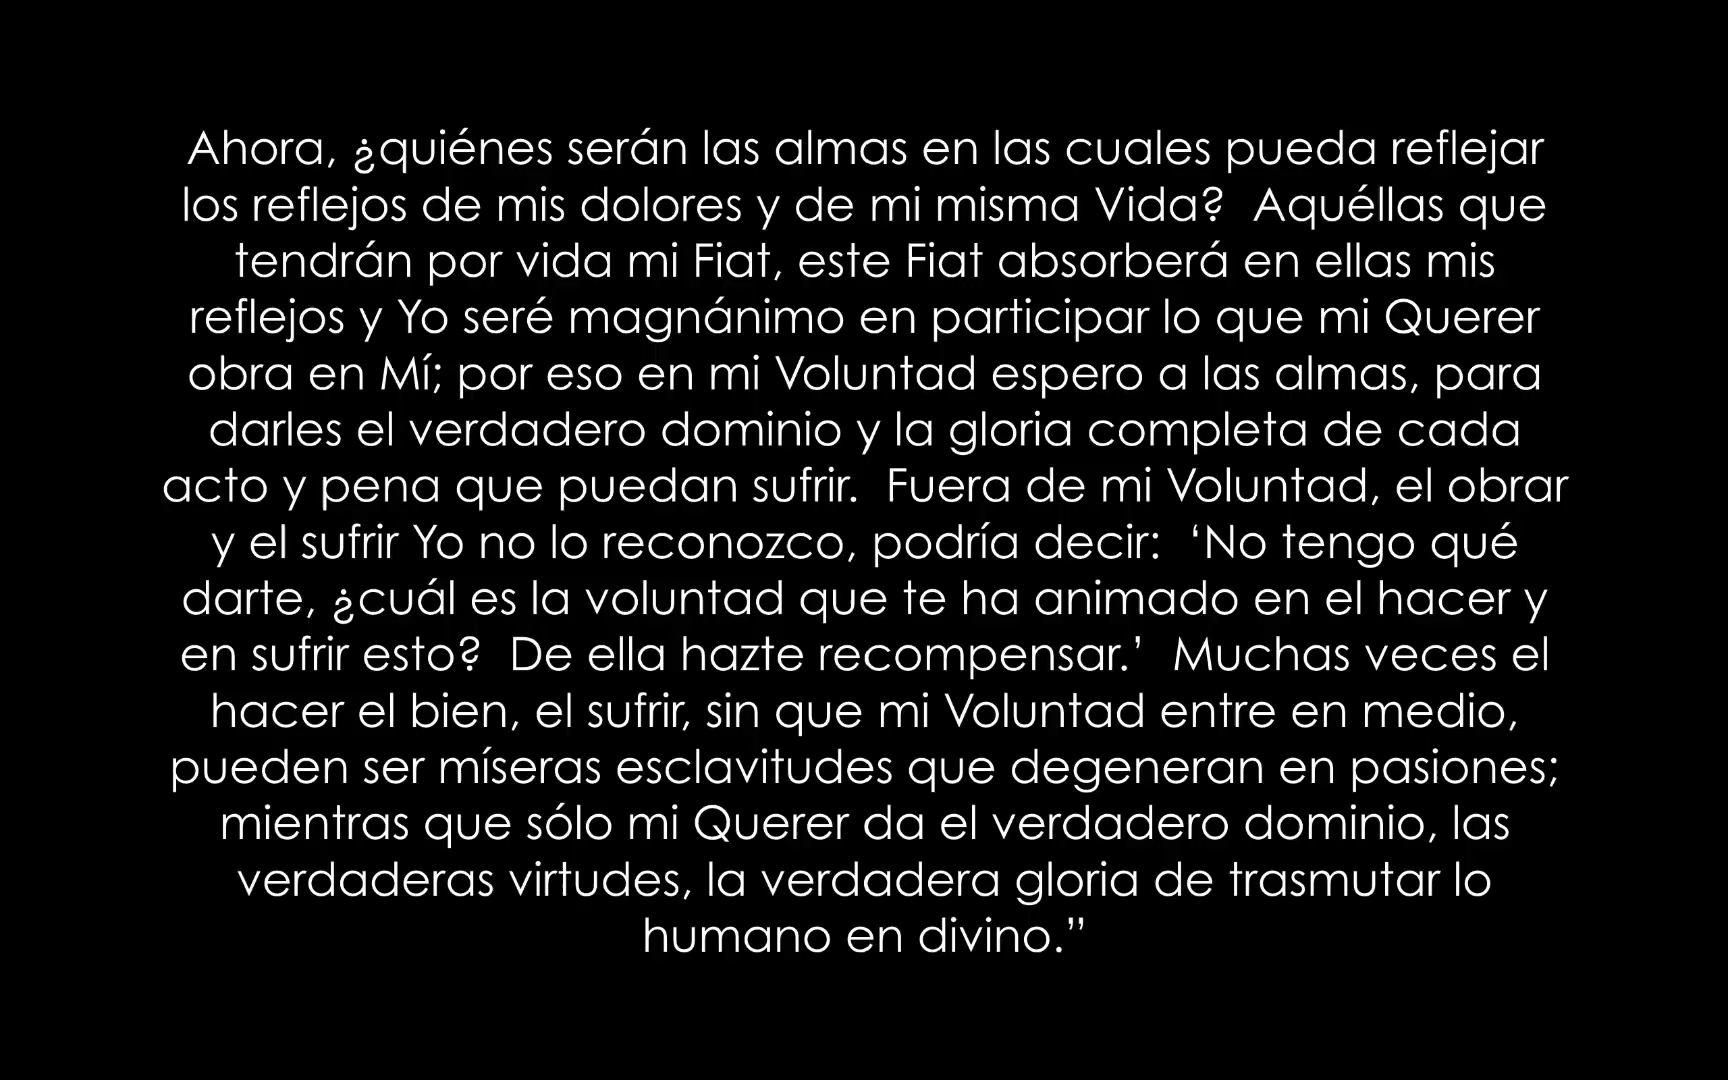 Ahora, ¿quiénes serán las almas en las cuales pueda reflejar
los reflejos de mis dolores y de mi misma Vida?  Aquéllas que
tendrán por vida mi Fiat, este Fiat absorberá en ellas mis
reflejos y Yo seré magnánimo en participar lo que mi Querer
obra en Mí; por eso en mi Voluntad espero a las almas, para
darles el verdadero dominio y la gloria completa de cada
acto y pena que puedan sufrir.  Fuera de mi Voluntad, el obrar
y el sufrir Yo no lo reconozco, podría decir:  ‘No tengo qué
darte, ¿cuál es la voluntad que te ha animado en el hacer y
en sufrir esto?  De ella hazte recompensar.’  Muchas veces el
hacer el bien, el sufrir, sin que mi Voluntad entre en medio,
pueden ser míseras esclavitudes que degeneran en pasiones;
mientras que sólo mi Querer da el verdadero dominio, las
verdaderas virtudes, la verdadera gloria de trasmutar lo
humano en divino.”